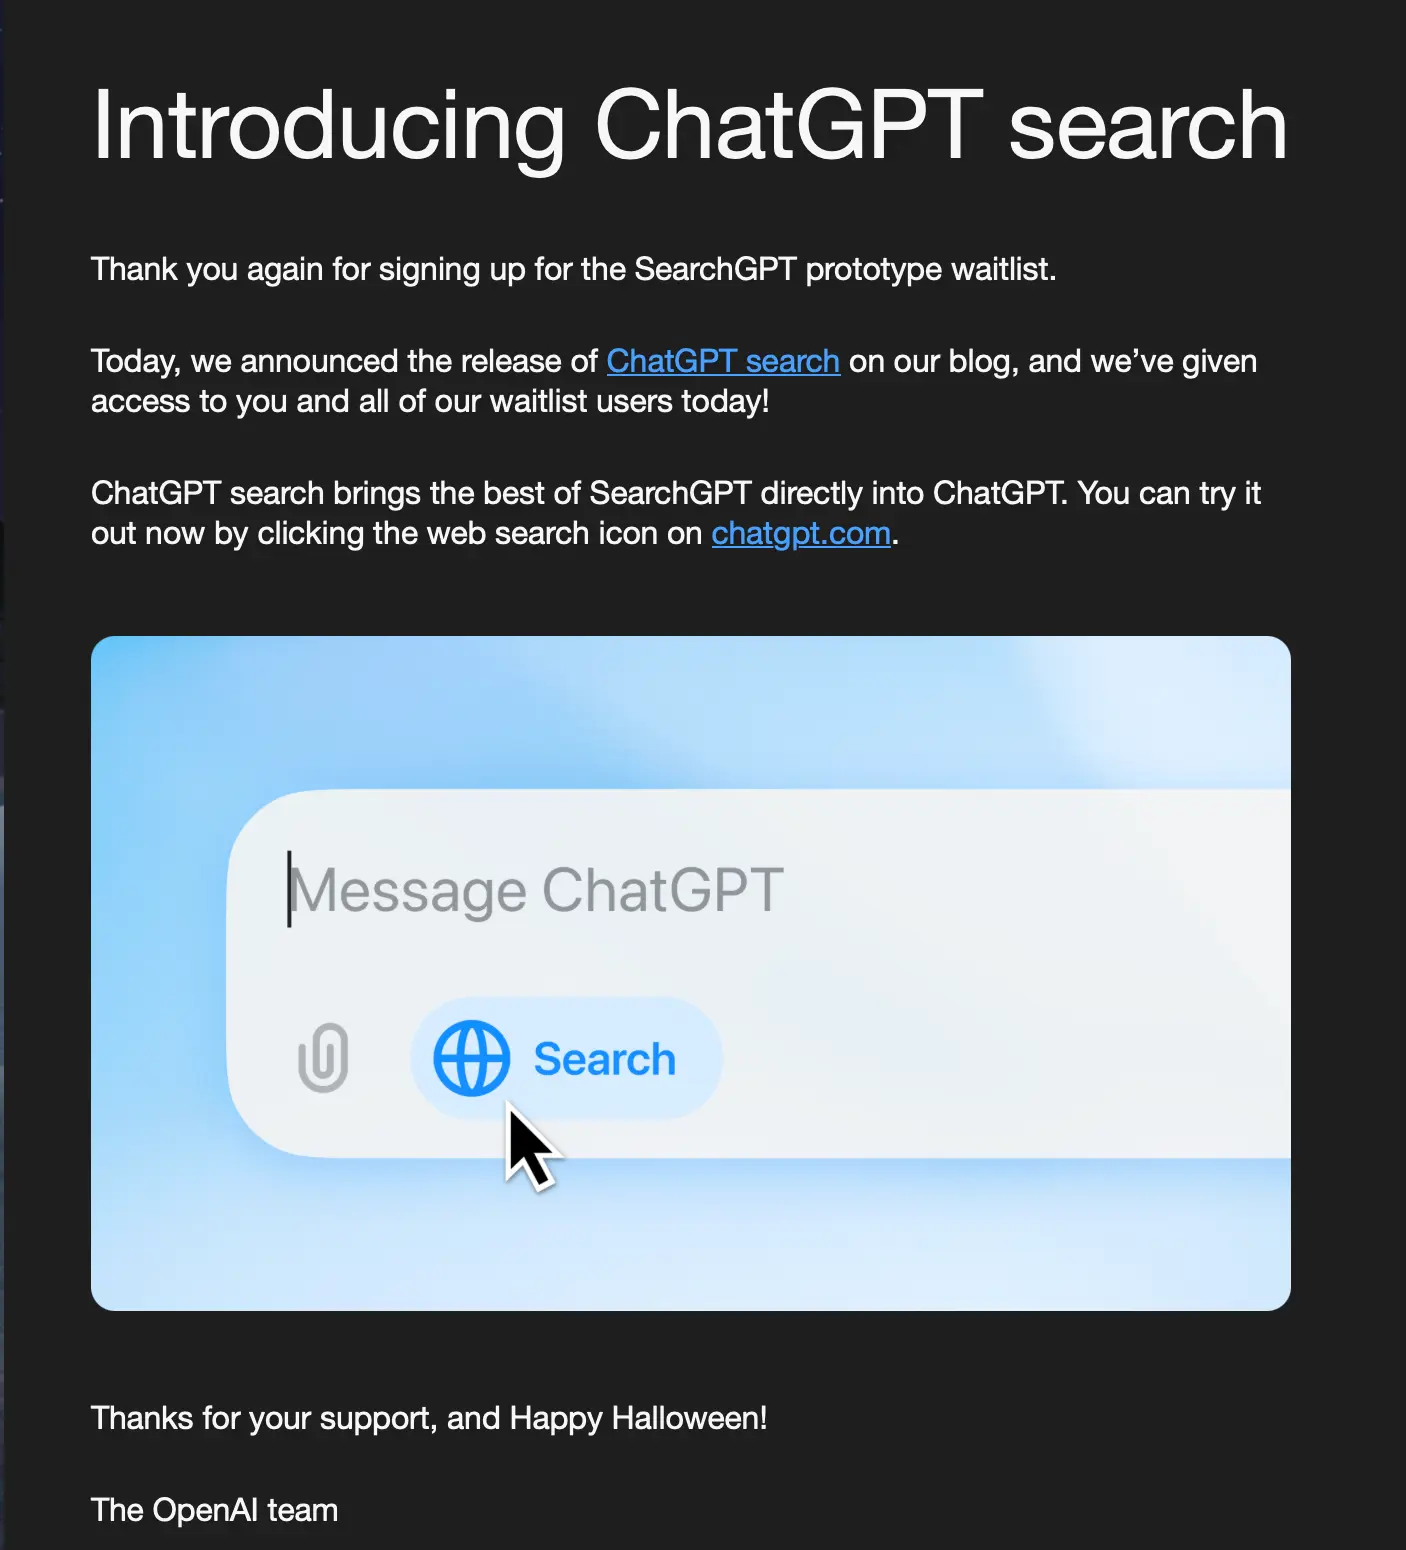 Introducing ChatGPT search
Thank you again for signing up for the SearchGPT prototype waitlist.
Today, we announced the release of ChatGPT search on our blog, and we’ve given
access to you and all of our waitlist users today!
ChatGPT search brings the best of SearchGPT directly into ChatGPT. You can try it
out now by clicking the web search icon on chatgpt.com.
Message ChatGPT
Search
Thanks for your support, and Happy Halloween!
The OpenAI team